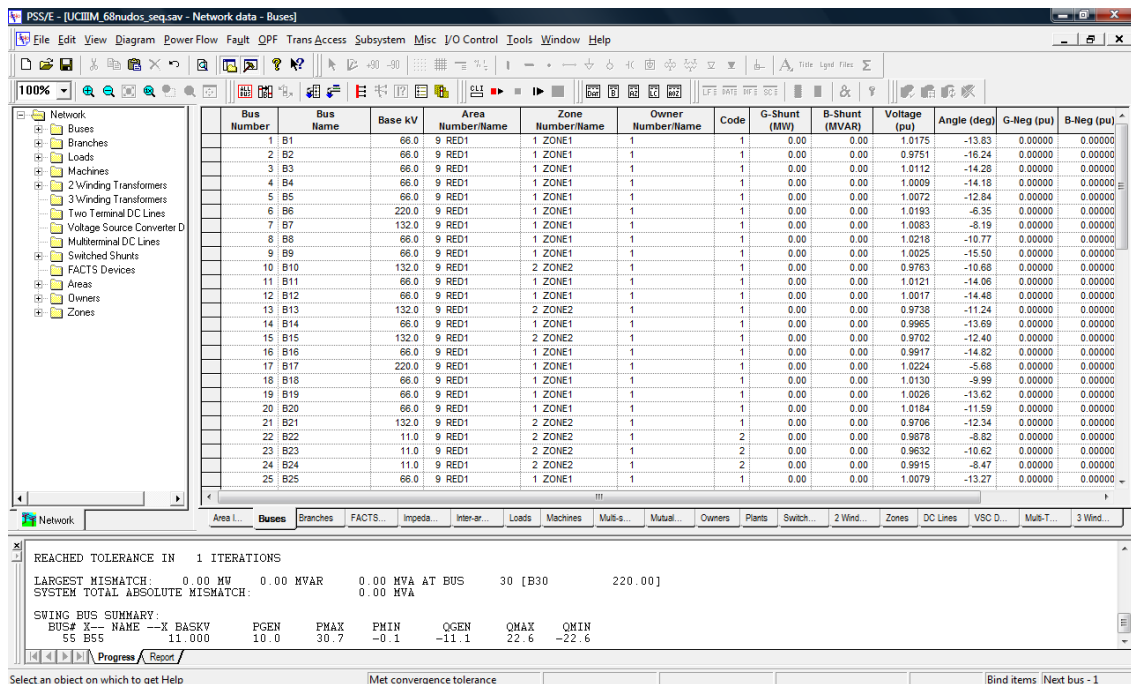 PSS/E - [UCIIIM_68nudos_seq.sav - Network data - Buses]
File Edit View Diagram Power Flow Fault OPF Trans Access Subsystem Misc I/O Control Tools Window Help
+90 -90 A, Title Lgnd Files Σ
100%
Network
Buses
Branches
Loads
Machines
2 Winding Transformers
3 Winding Transformers
Two Terminal DC Lines
Voltage Source Converter D
Multiterminal DC Lines
Switched Shunts
FACTS Devices
Areas
Owners
Zones
Network
Bus Number Bus Name Base kV Area Number/Name Zone Number/Name Owner Number/Name Code G-Shunt (MW) B-Shunt (MVAR) Voltage (pu) Angle (deg) G-Neg (pu) B-Neg (pu)
1 B1 66.0 9 RED1 1 ZONE1 1 1 0.00 0.00 1.0175 -13.83 0.00000 0.00000
2 B2 66.0 9 RED1 1 ZONE1 1 1 0.00 0.00 0.9751 -16.24 0.00000 0.00000
3 B3 66.0 9 RED1 1 ZONE1 1 1 0.00 0.00 1.0112 -14.28 0.00000 0.00000
4 B4 66.0 9 RED1 1 ZONE1 1 1 0.00 0.00 1.0009 -14.18 0.00000 0.00000
5 B5 66.0 9 RED1 1 ZONE1 1 1 0.00 0.00 1.0072 -12.84 0.00000 0.00000
6 B6 220.0 9 RED1 1 ZONE1 1 1 0.00 0.00 1.0193 -6.35 0.00000 0.00000
7 B7 132.0 9 RED1 1 ZONE1 1 1 0.00 0.00 1.0083 -8.19 0.00000 0.00000
8 B8 66.0 9 RED1 1 ZONE1 1 1 0.00 0.00 1.0218 -10.77 0.00000 0.00000
9 B9 66.0 9 RED1 1 ZONE1 1 1 0.00 0.00 1.0025 -15.50 0.00000 0.00000
10 B10 132.0 9 RED1 2 ZONE2 1 1 0.00 0.00 0.9763 -10.68 0.00000 0.00000
11 B11 66.0 9 RED1 1 ZONE1 1 1 0.00 0.00 1.0121 -14.06 0.00000 0.00000
12 B12 66.0 9 RED1 1 ZONE1 1 1 0.00 0.00 1.0017 -14.48 0.00000 0.00000
13 B13 132.0 9 RED1 2 ZONE2 1 1 0.00 0.00 0.9738 -11.24 0.00000 0.00000
14 B14 66.0 9 RED1 1 ZONE1 1 1 0.00 0.00 0.9965 -13.69 0.00000 0.00000
15 B15 132.0 9 RED1 2 ZONE2 1 1 0.00 0.00 0.9702 -12.40 0.00000 0.00000
16 B16 66.0 9 RED1 1 ZONE1 1 1 0.00 0.00 0.9917 -14.82 0.00000 0.00000
17 B17 220.0 9 RED1 1 ZONE1 1 1 0.00 0.00 1.0224 -5.68 0.00000 0.00000
18 B18 66.0 9 RED1 1 ZONE1 1 1 0.00 0.00 1.0130 -9.99 0.00000 0.00000
19 B19 66.0 9 RED1 1 ZONE1 1 1 0.00 0.00 1.0026 -13.62 0.00000 0.00000
20 B20 66.0 9 RED1 1 ZONE1 1 1 0.00 0.00 1.0184 -11.59 0.00000 0.00000
21 B21 132.0 9 RED1 2 ZONE2 1 1 0.00 0.00 0.9706 -12.34 0.00000 0.00000
22 B22 11.0 9 RED1 2 ZONE2 1 2 0.00 0.00 0.9878 -8.82 0.00000 0.00000
23 B23 11.0 9 RED1 2 ZONE2 1 2 0.00 0.00 0.9632 -10.62 0.00000 0.00000
24 B24 11.0 9 RED1 2 ZONE2 1 2 0.00 0.00 0.9915 -8.47 0.00000 0.00000
25 B25 66.0 9 RED1 1 ZONE1 1 1 0.00 0.00 1.0079 -13.27 0.00000 0.00000
Area I... Buses Branches FACTS... Impeda... Inter-ar... Loads Machines Multi-s... Mutual... Owners Plants Switch... 2 Wind... Zones DC Lines VSC D... Multi-T... 3 Wind...
REACHED TOLERANCE IN 1 ITERATIONS
LARGEST MISMATCH: 0.00 MW 0.00 MVAR 0.00 MVA AT BUS 30 [B30 220.00]
SYSTEM TOTAL ABSOLUTE MISMATCH: 0.00 MVA
SWING BUS SUMMARY:
BUS# X-- NAME --X BASKV PGEN PMAX PMIN QGEN QMAX QMIN
55 B55 11.000 10.0 30.7 -0.1 -11.1 22.6 -22.6
Progress Report
Select an object on which to get Help Met convergence tolerance Bind items Next bus - 1